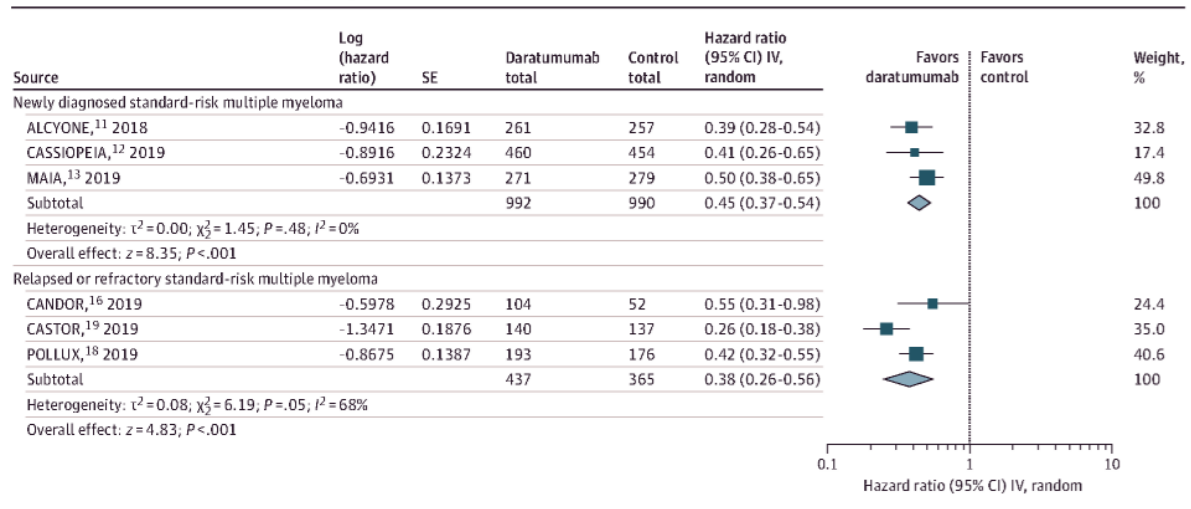 Source Log (hazard ratio) SE Daratumumab total Control total Hazard ratio (95% CI) IV, random Favors daratumumab Favors control Weight, %
Newly diagnosed standard-risk multiple myeloma
ALCYONE,11 2018 -0.9416 0.1691 261 257 0.39 (0.28-0.54) 32.8
CASSIOPEIA,12 2019 -0.8916 0.2324 460 454 0.41 (0.26-0.65) 17.4
MAIA,13 2019 -0.6931 0.1373 271 279 0.50 (0.38-0.65) 49.8
Subtotal 992 990 0.45 (0.37-0.54) 100
Heterogeneity: τ2 = 0.00; χ22 = 1.45; P = .48; I2 = 0%
Overall effect: z = 8.35; P <.001
Relapsed or refractory standard-risk multiple myeloma
CANDOR,16 2019 -0.5978 0.2925 104 52 0.55 (0.31-0.98) 24.4
CASTOR,19 2019 -1.3471 0.1876 140 137 0.26 (0.18-0.38) 35.0
POLLUX,18 2019 -0.8675 0.1387 193 176 0.42 (0.32-0.55) 40.6
Subtotal 437 365 0.38 (0.26-0.56) 100
Heterogeneity: τ2 = 0.08; χ22 = 6.19; P = .05; I2 = 68%
Overall effect: z = 4.83; P <.001
0.1 1 10
Hazard ratio (95% CI) IV, random